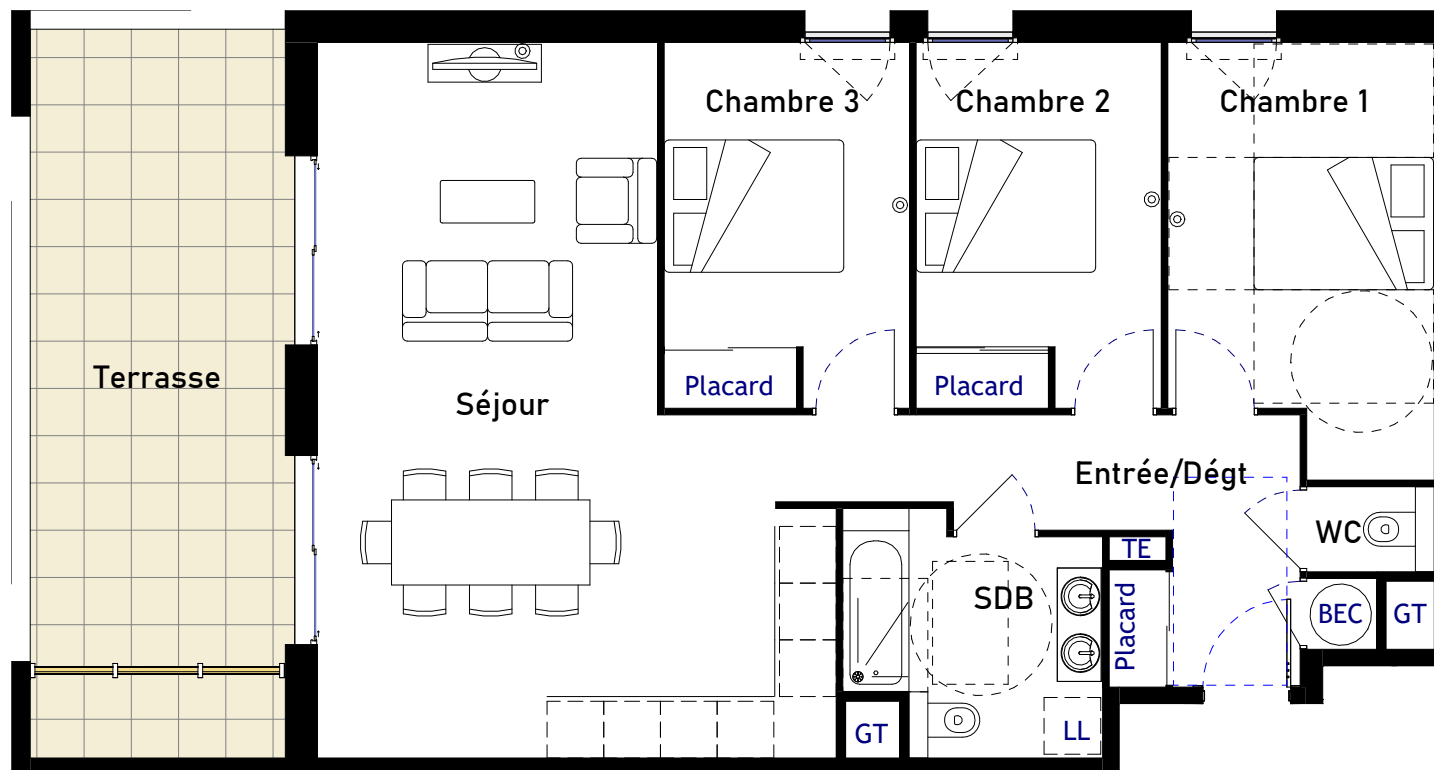 Chambre 3
Chambre 2
Chambre 1
Terrasse
Placard
Placard
Séjour
Entrée/Dégt
WC
TE
SDB
Placard
BEC
GT
GT
LL